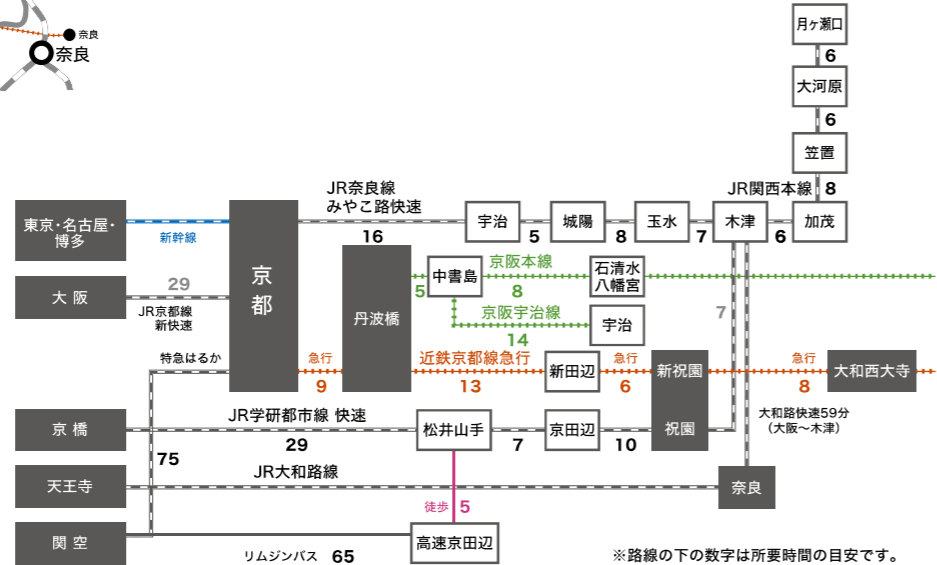 奈良
奈良
月ヶ瀬口
6
大河原
6
笠置
JR関西本線
8
JR奈良線
みやこ路快速
東京・名古屋・
博多
新幹線
京都
16
宇治
5
城陽
8
玉水
7
木津
6
加茂
大阪
29
JR京都線
新快速
丹波橋
5
中書島
京阪本線
8
石清水
八幡宮
京阪宇治線
14
宇治
7
特急はるか
急行
9
近鉄京都線急行
13
新田辺
急行
6
新祝園
急行
8
大和西大寺
京橋
JR学研都市線 快速
29
松井山手
7
京田辺
10
祝園
大和路快速59分
(大阪〜木津)
75
天王寺
JR大和路線
奈良
徒歩 5
関空
リムジンバス 65
高速京田辺
※路線の下の数字は所要時間の目安です。